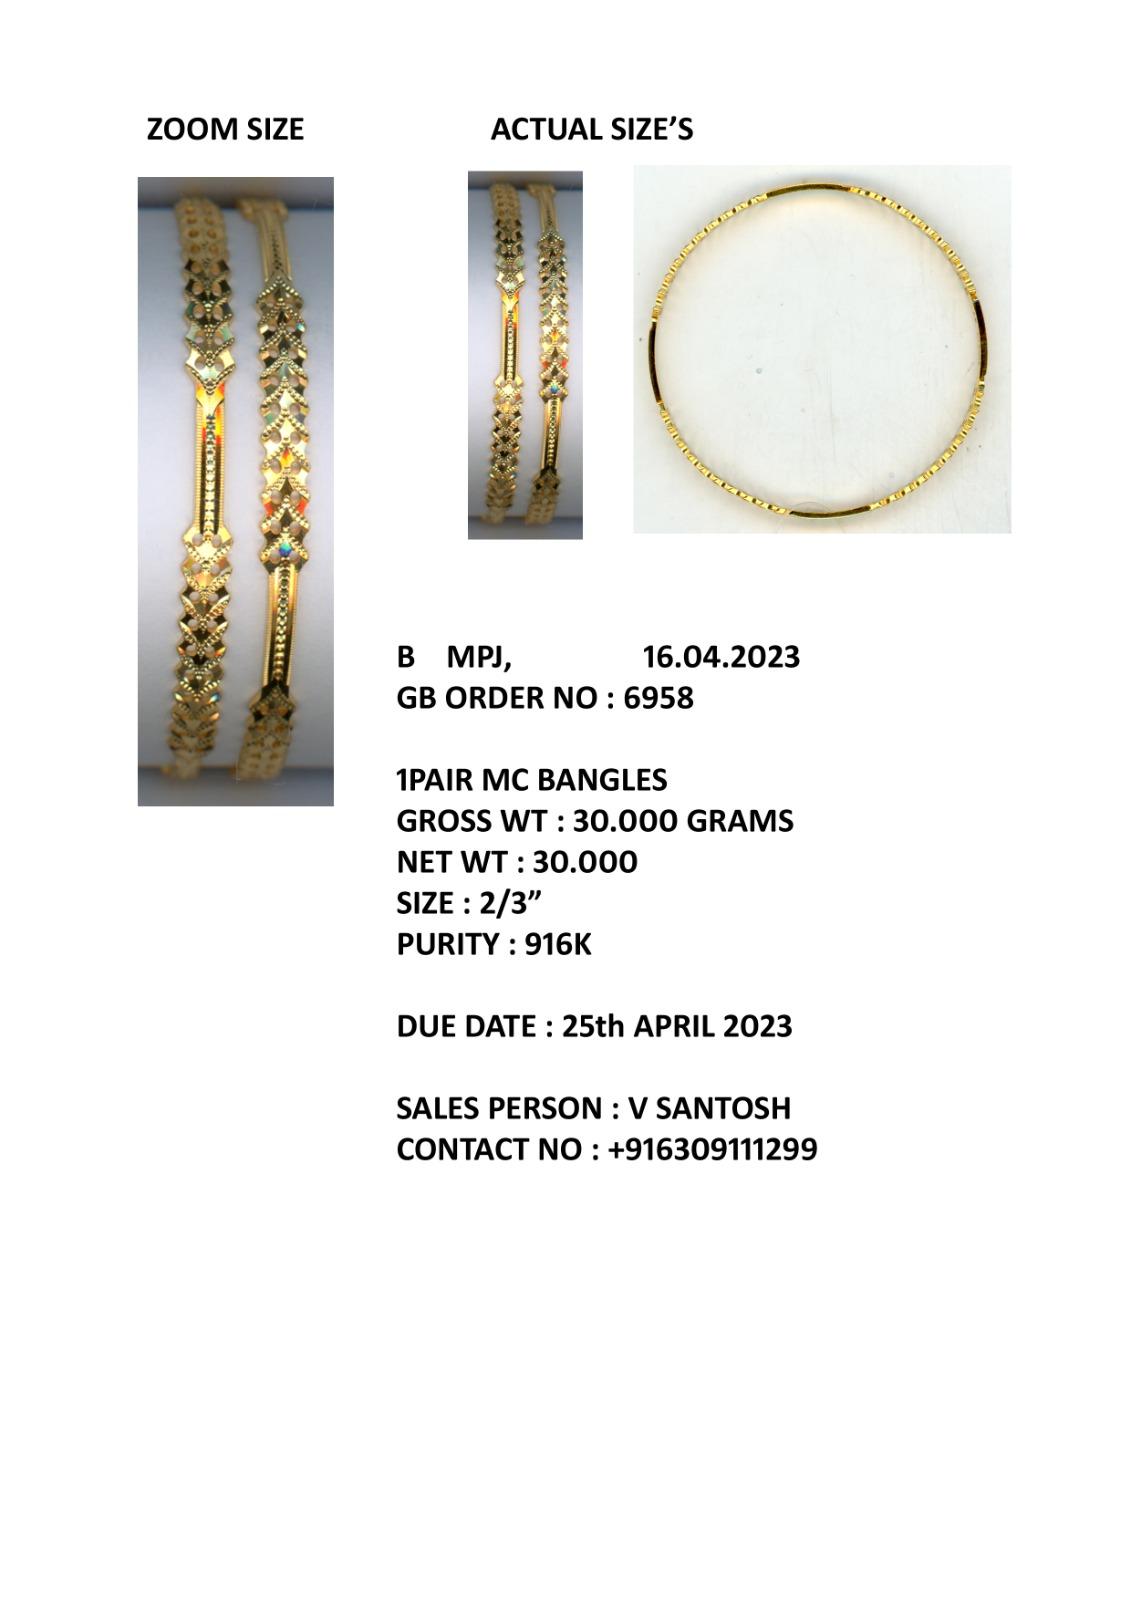 ZOOM SIZE
ACTUAL SIZE’S
B MPJ, 16.04.2023
GB ORDER NO : 6958
1PAIR MC BANGLES
GROSS WT : 30.000 GRAMS
NET WT : 30.000
SIZE : 2/3”
PURITY : 916K
DUE DATE : 25th APRIL 2023
SALES PERSON : V SANTOSH
CONTACT NO : +916309111299